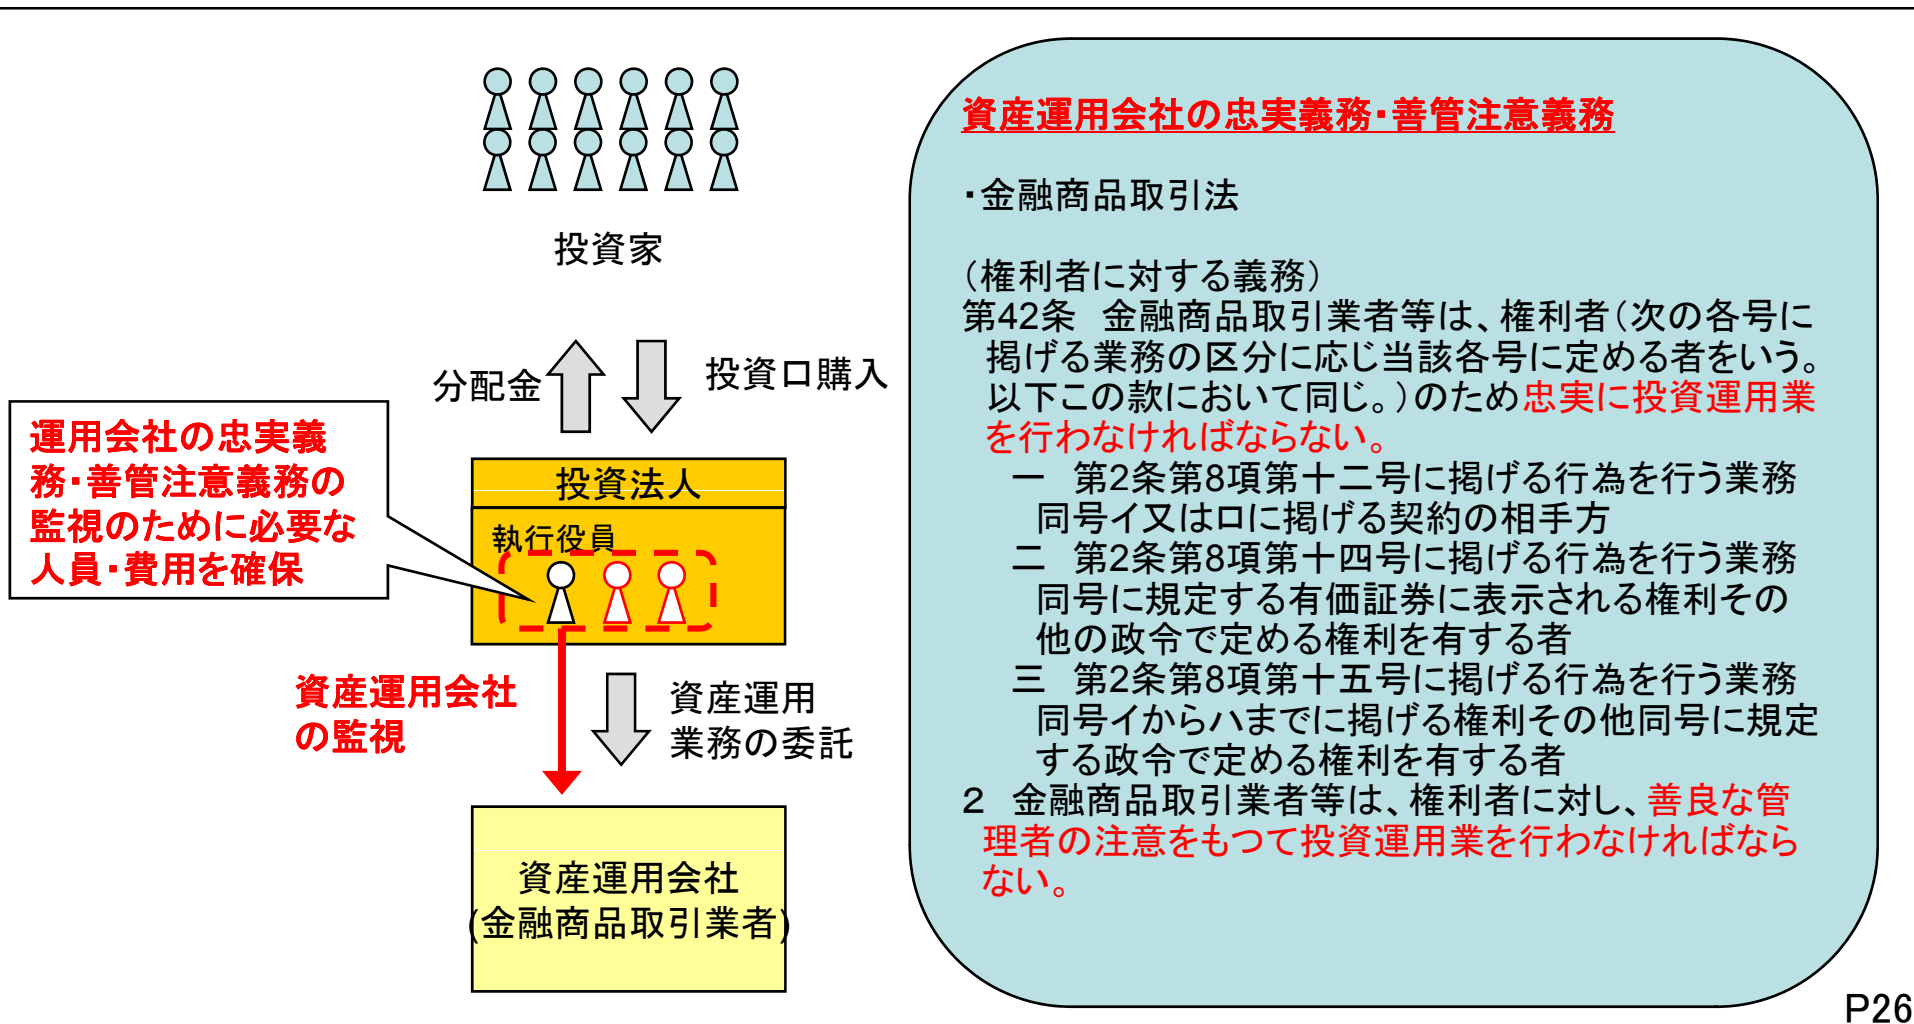 投資家
分配金
投資口購入
運用会社の忠実義
務・善管注意義務の
監視のために必要な
人員・費用を確保
投資法人
執行役員
資産運用会社
の監視
資産運用
業務の委託
資産運用会社
(金融商品取引業者)
資産運用会社の忠実義務・善管注意義務
・金融商品取引法
（権利者に対する義務）
第42条　金融商品取引業者等は、権利者（次の各号に
掲げる業務の区分に応じ当該各号に定める者をいう。
以下この款において同じ。）のため忠実に投資運用業
を行わなければならない。
一　第2条第8項第十二号に掲げる行為を行う業務
同号イ又はロに掲げる契約の相手方
二　第2条第8項第十四号に掲げる行為を行う業務
同号に規定する有価証券に表示される権利その
他の政令で定める権利を有する者
三　第2条第8項第十五号に掲げる行為を行う業務
同号イからハまでに掲げる権利その他同号に規定
する政令で定める権利を有する者
２　金融商品取引業者等は、権利者に対し、善良な管
理者の注意をもつて投資運用業を行わなければなら
ない。
P26